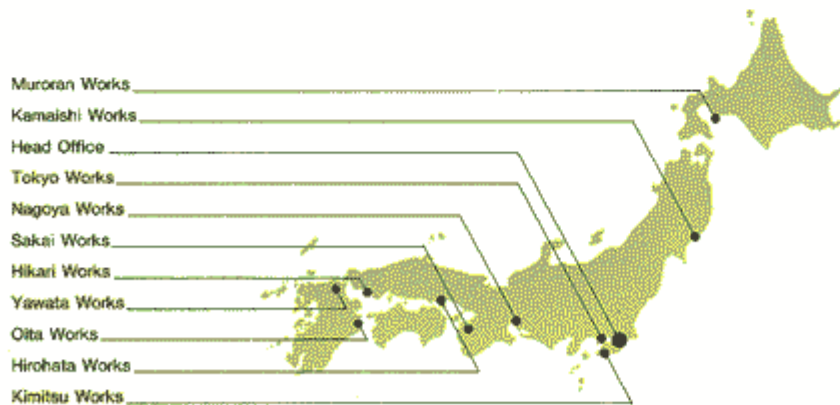 Muroran Works
Kamaishi Works
Head Office
Tokyo Works
Nagoya Works
Sakai Works
Hikari Works
Yawata Works
Oita Works
Hirohata Works
Kimitsu Works